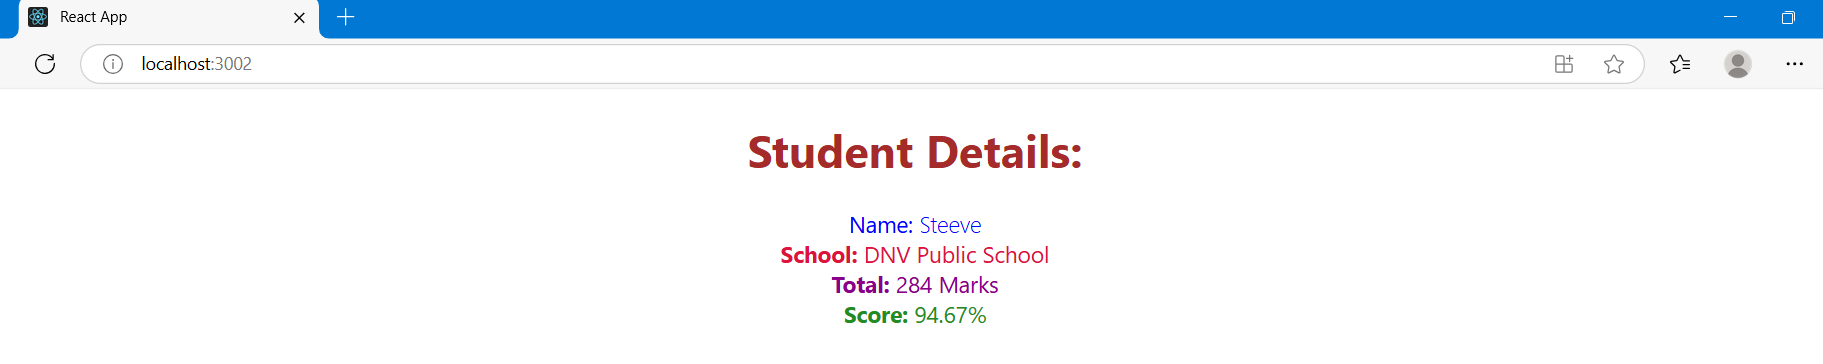 React App
localhost:3002
Student Details:
Name: Steeve
School: DNV Public School
Total: 284 Marks
Score: 94.67%